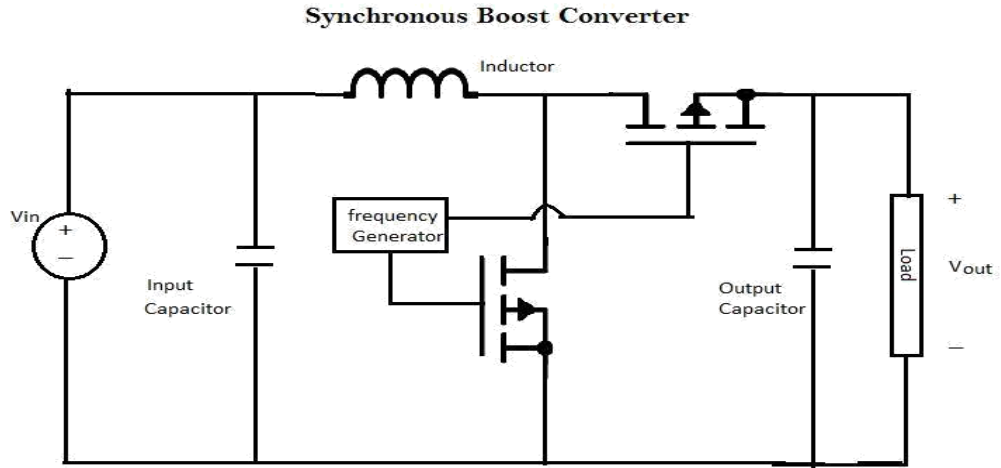 Synchronous Boost Converter
Inductor
Vin
+
−
frequency
Generator
Input
Capacitor
Output
Capacitor
Load
+
Vout
−